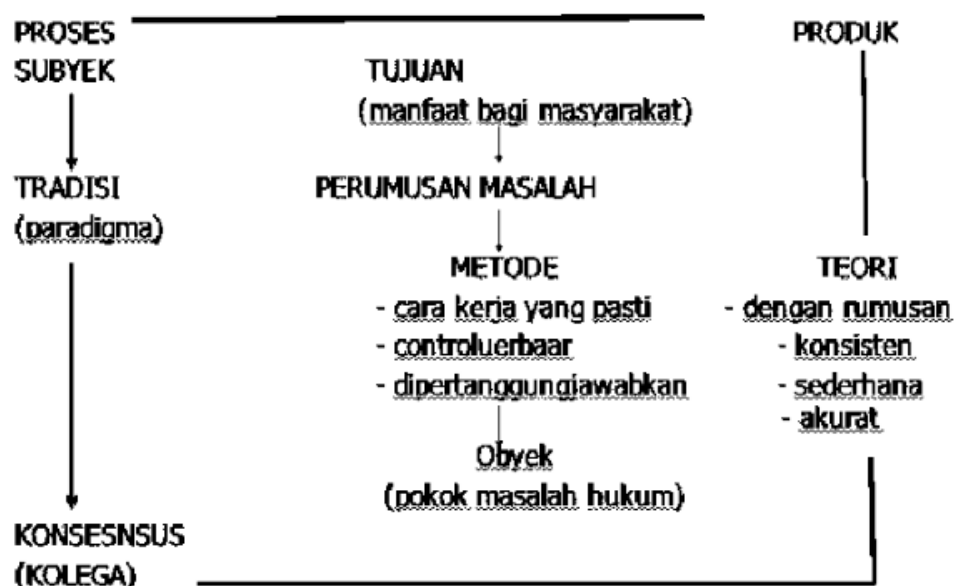 PROSES
SUBYEK
TRADISI
(paradigma)
KONSESNSUS
(KOLEGA)
TUJUAN
(manfaat bagi masyarakat)
PERUMUSAN MASALAH
METODE
- cara kerja yang pasti
- controluerbaar
- dipertanggungjawabkan
Obyek
(pokok masalah hukum)
PRODUK
TEORI
- dengan rumusan
- konsisten
- sederhana
- akurat